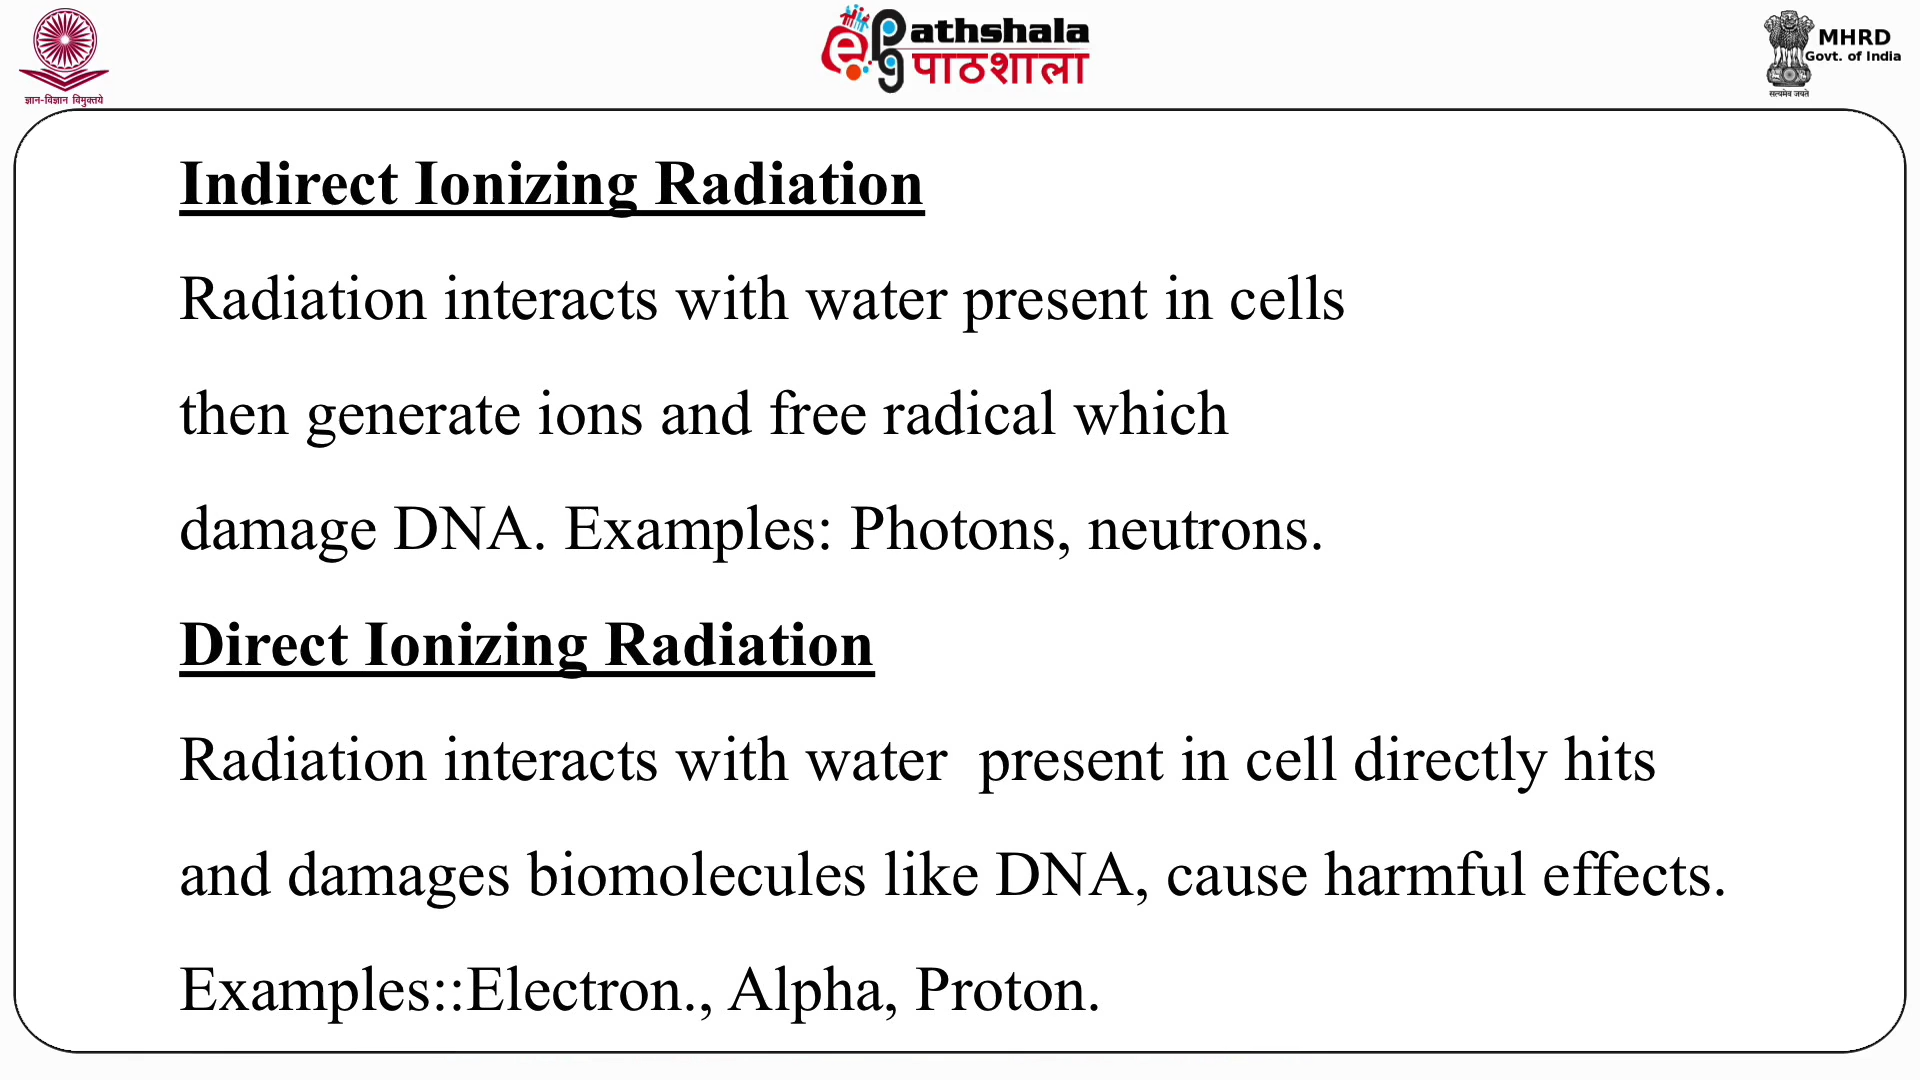 ज्ञान-विज्ञान विमुक्तये
ePGathshala
पाठशाला
MHRD
Govt. of India
सत्यमेव जयते
Indirect Ionizing Radiation
Radiation interacts with water present in cells
then generate ions and free radical which
damage DNA. Examples: Photons, neutrons.
Direct Ionizing Radiation
Radiation interacts with water  present in cell directly hits
and damages biomolecules like DNA, cause harmful effects.
Examples::Electron., Alpha, Proton.